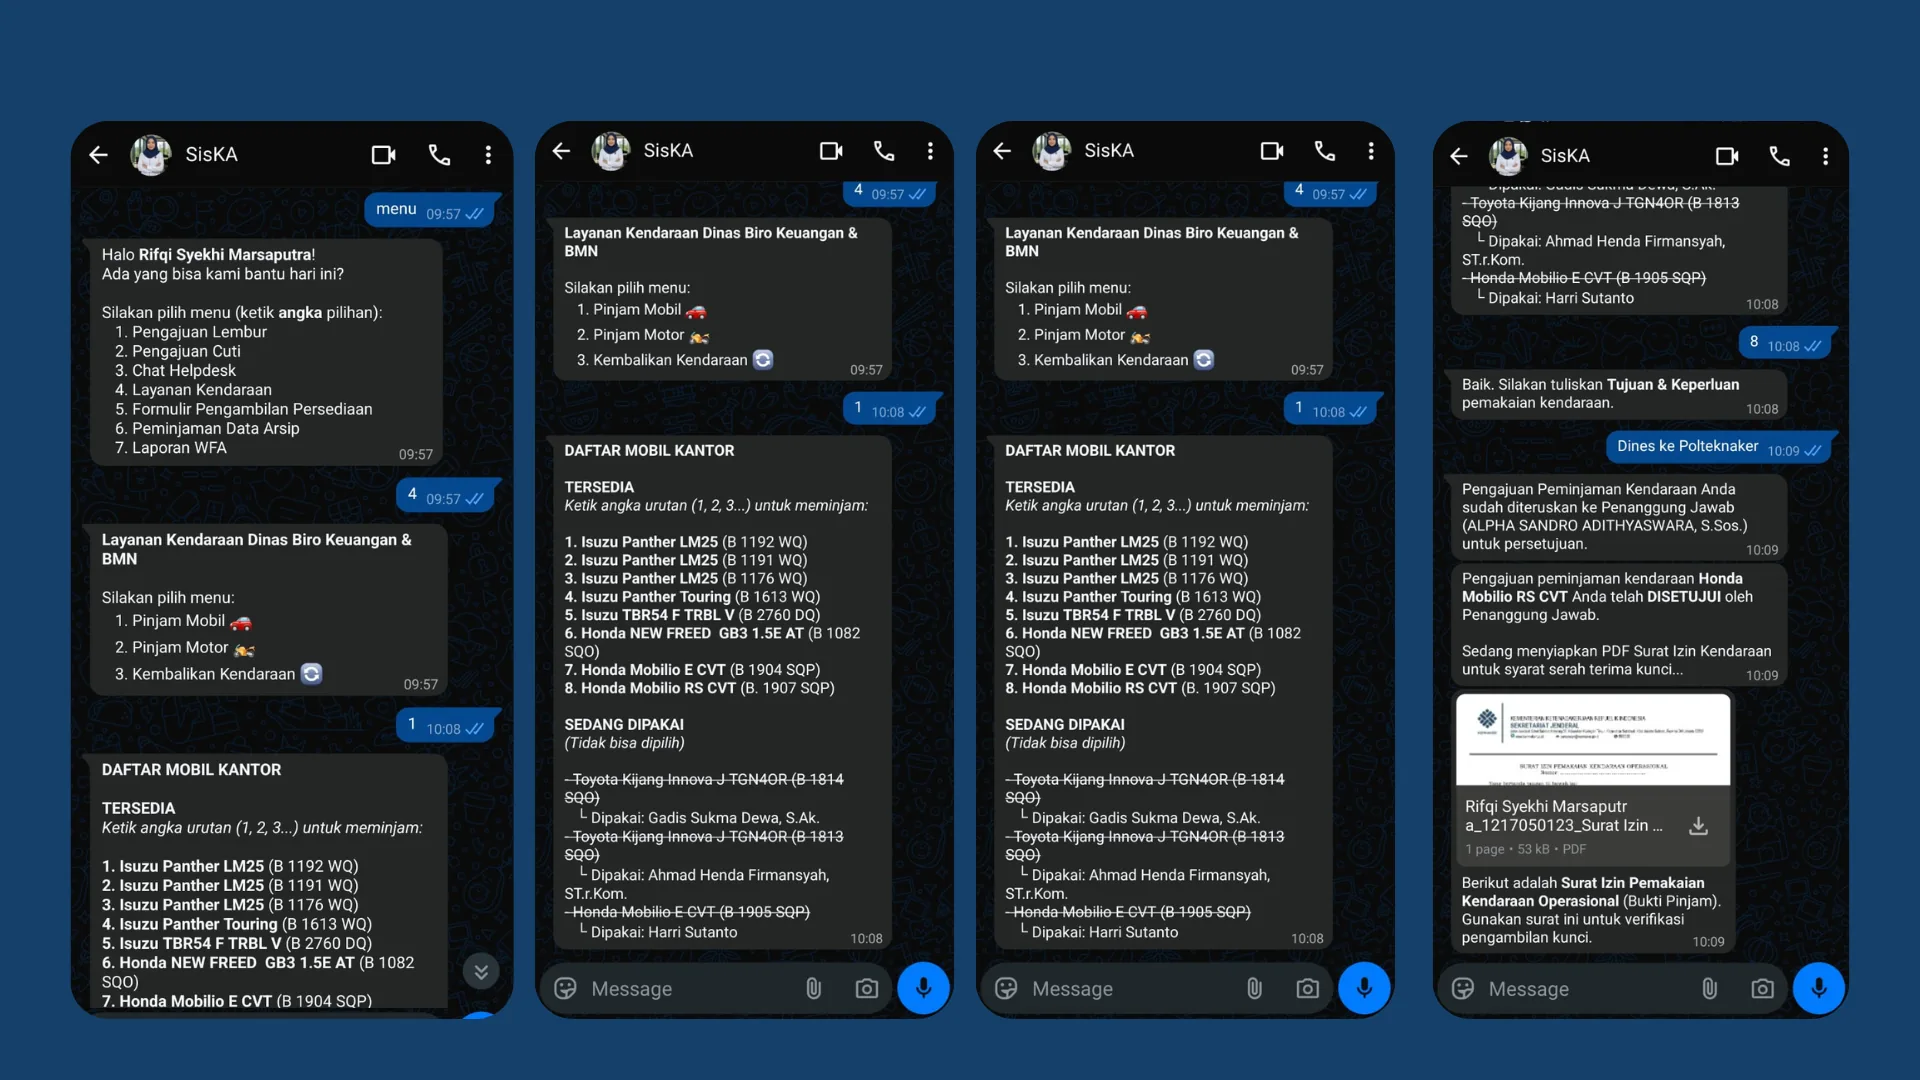 SisKA
menu 09:57
Halo Rifqi Syekhi Marsaputra!
Ada yang bisa kami bantu hari ini?
Silakan pilih menu (ketik angka pilihan):
1. Pengajuan Lembur
2. Pengajuan Cuti
3. Chat Helpdesk
4. Layanan Kendaraan
5. Formulir Pengambilan Persediaan
6. Peminjaman Data Arsip
7. Laporan WFA
09:57
4 09:57
Layanan Kendaraan Dinas Biro Keuangan &
BMN
Silakan pilih menu:
1. Pinjam Mobil 🚗
2. Pinjam Motor 🏍
3. Kembalikan Kendaraan 🔄
09:57
1 10:08
DAFTAR MOBIL KANTOR
TERSEDIA
Ketik angka urutan (1, 2, 3...) untuk meminjam:
1. Isuzu Panther LM25 (B 1192 WQ)
2. Isuzu Panther LM25 (B 1191 WQ)
3. Isuzu Panther LM25 (B 1176 WQ)
4. Isuzu Panther Touring (B 1613 WQ)
5. Isuzu TBR54 F TRBL V (B 2760 DQ)
6. Honda NEW FREED  GB3 1.5E AT (B 1082
SQO)
7. Honda Mobilio E CVT (B 1904 SQP)
SisKA
4 09:57
Layanan Kendaraan Dinas Biro Keuangan &
BMN
Silakan pilih menu:
1. Pinjam Mobil 🚗
2. Pinjam Motor 🏍
3. Kembalikan Kendaraan 🔄
09:57
1 10:08
DAFTAR MOBIL KANTOR
TERSEDIA
Ketik angka urutan (1, 2, 3...) untuk meminjam:
1. Isuzu Panther LM25 (B 1192 WQ)
2. Isuzu Panther LM25 (B 1191 WQ)
3. Isuzu Panther LM25 (B 1176 WQ)
4. Isuzu Panther Touring (B 1613 WQ)
5. Isuzu TBR54 F TRBL V (B 2760 DQ)
6. Honda NEW FREED  GB3 1.5E AT (B 1082
SQO)
7. Honda Mobilio E CVT (B 1904 SQP)
8. Honda Mobilio RS CVT (B. 1907 SQP)
SEDANG DIPAKAI
(Tidak bisa dipilih)
- Toyota Kijang Innova J TGN4OR (B 1814
SQO)
└ Dipakai: Gadis Sukma Dewa, S.Ak.
- Toyota Kijang Innova J TGN4OR (B 1813
SQO)
└ Dipakai: Ahmad Henda Firmansyah,
ST.r.Kom.
- Honda Mobilio E CVT (B 1905 SQP)
└ Dipakai: Harri Sutanto
10:08
Message
SisKA
4 09:57
Layanan Kendaraan Dinas Biro Keuangan &
BMN
Silakan pilih menu:
1. Pinjam Mobil 🚗
2. Pinjam Motor 🏍
3. Kembalikan Kendaraan 🔄
09:57
1 10:08
DAFTAR MOBIL KANTOR
TERSEDIA
Ketik angka urutan (1, 2, 3...) untuk meminjam:
1. Isuzu Panther LM25 (B 1192 WQ)
2. Isuzu Panther LM25 (B 1191 WQ)
3. Isuzu Panther LM25 (B 1176 WQ)
4. Isuzu Panther Touring (B 1613 WQ)
5. Isuzu TBR54 F TRBL V (B 2760 DQ)
6. Honda NEW FREED  GB3 1.5E AT (B 1082
SQO)
7. Honda Mobilio E CVT (B 1904 SQP)
8. Honda Mobilio RS CVT (B. 1907 SQP)
SEDANG DIPAKAI
(Tidak bisa dipilih)
- Toyota Kijang Innova J TGN4OR (B 1814
SQO)
└ Dipakai: Gadis Sukma Dewa, S.Ak.
- Toyota Kijang Innova J TGN4OR (B 1813
SQO)
└ Dipakai: Ahmad Henda Firmansyah,
ST.r.Kom.
- Honda Mobilio E CVT (B 1905 SQP)
└ Dipakai: Harri Sutanto
10:08
Message
SisKA
Dipakai: Gadis Sukma Dewa, S.Ak.
- Toyota Kijang Innova J TGN4OR (B 1813
SQO)
└ Dipakai: Ahmad Henda Firmansyah,
ST.r.Kom.
- Honda Mobilio E CVT (B 1905 SQP)
└ Dipakai: Harri Sutanto
10:08
8 10:08
Baik. Silakan tuliskan Tujuan & Keperluan
pemakaian kendaraan.
10:08
Dines ke Polteknaker 10:09
Pengajuan Peminjaman Kendaraan Anda
sudah diteruskan ke Penanggung Jawab
(ALPHA SANDRO ADITHYASWARA, S.Sos.)
untuk persetujuan.
10:09
Pengajuan peminjaman kendaraan Honda
Mobilio RS CVT Anda telah DISETUJUI oleh
Penanggung Jawab.
Sedang menyiapkan PDF Surat Izin Kendaraan
untuk syarat serah terima kunci...
10:09
KEMENTERIAN KETENAGAKERJAAN REPUBLIK INDONESIA
SEKRETARIAT JENDERAL
SURAT IZIN PEMAKAIAN KENDARAAN OPERASIONAL
Nomor
Rifqi Syekhi Marsaputr
a_1217050123_Surat Izin ...
1 page • 53 kB • PDF
Berikut adalah Surat Izin Pemakaian
Kendaraan Operasional (Bukti Pinjam).
Gunakan surat ini untuk verifikasi
pengambilan kunci.
10:09
Message